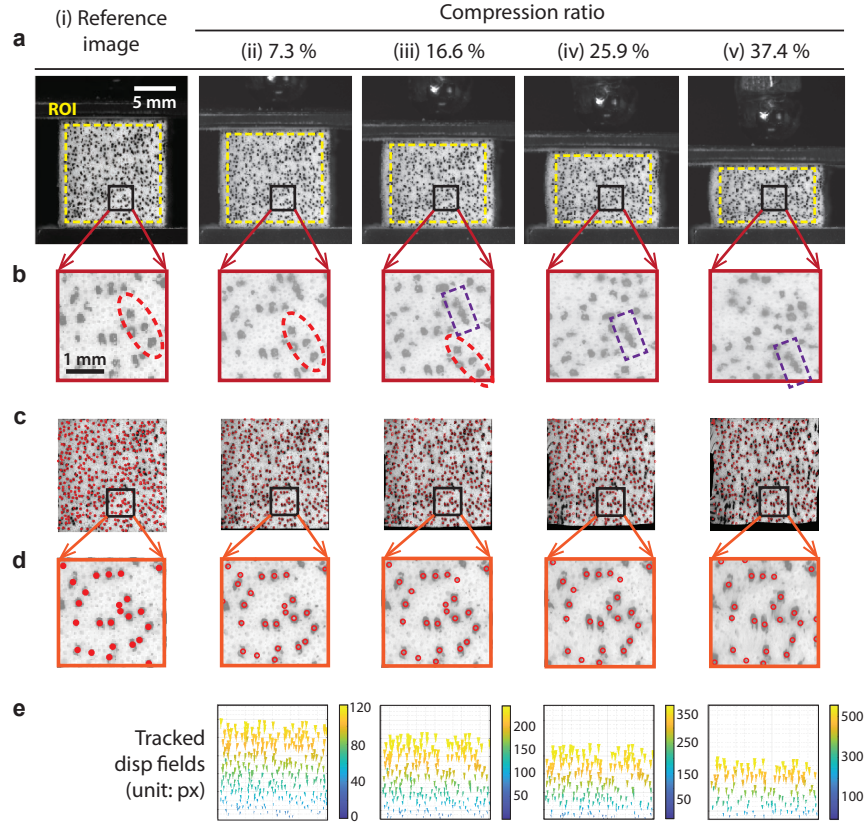 (i) Reference
image
Compression ratio
a
(ii) 7.3 %
(iii) 16.6 %
(iv) 25.9 %
(v) 37.4 %
ROI
5 mm
b
1 mm
c
d
e
Tracked
disp fields
(unit: px)
120
80
40
0
200
150
100
50
350
250
150
50
500
300
100